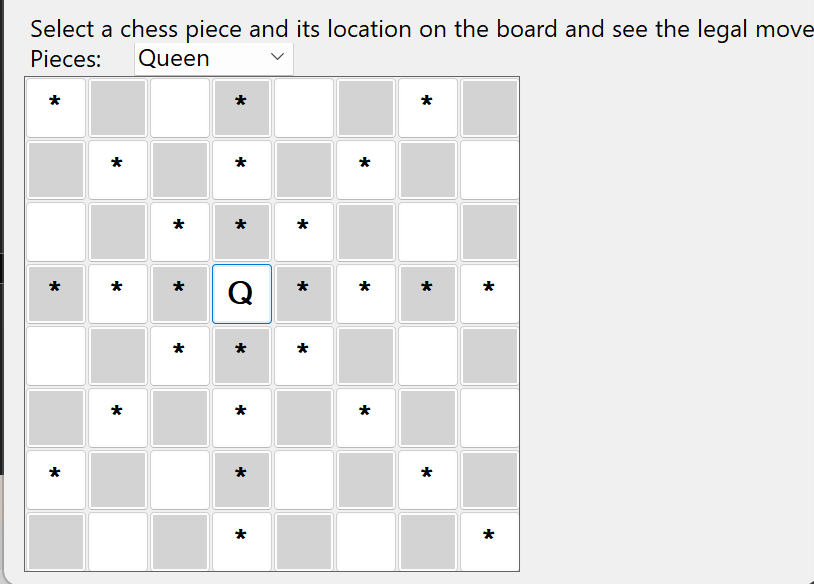 Select a chess piece and its location on the board and see the legal move
Pieces: Queen
* * *
* * *
* * *
* * * Q * * * *
* * *
* * *
* * *
* *